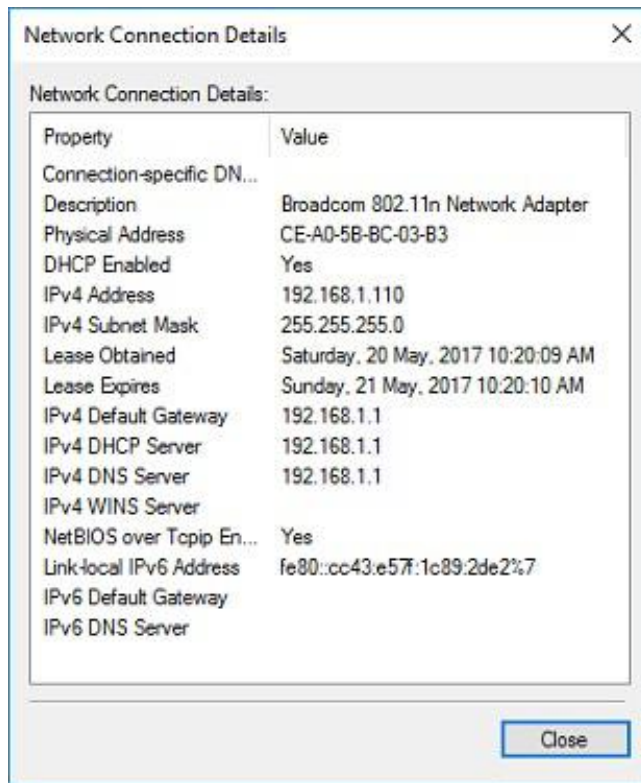 Network Connection Details
Network Connection Details:
Property Value
Connection-specific DN...
Description Broadcom 802.11n Network Adapter
Physical Address CE-A0-5B-BC-03-B3
DHCP Enabled Yes
IPv4 Address 192.168.1.110
IPv4 Subnet Mask 255.255.255.0
Lease Obtained Saturday, 20 May, 2017 10:20:09 AM
Lease Expires Sunday, 21 May, 2017 10:20:10 AM
IPv4 Default Gateway 192.168.1.1
IPv4 DHCP Server 192.168.1.1
IPv4 DNS Server 192.168.1.1
IPv4 WINS Server
NetBIOS over Tcpip En... Yes
Link-local IPv6 Address fe80::cc43:e57f:1c89:2de2%7
IPv6 Default Gateway
IPv6 DNS Server
Close